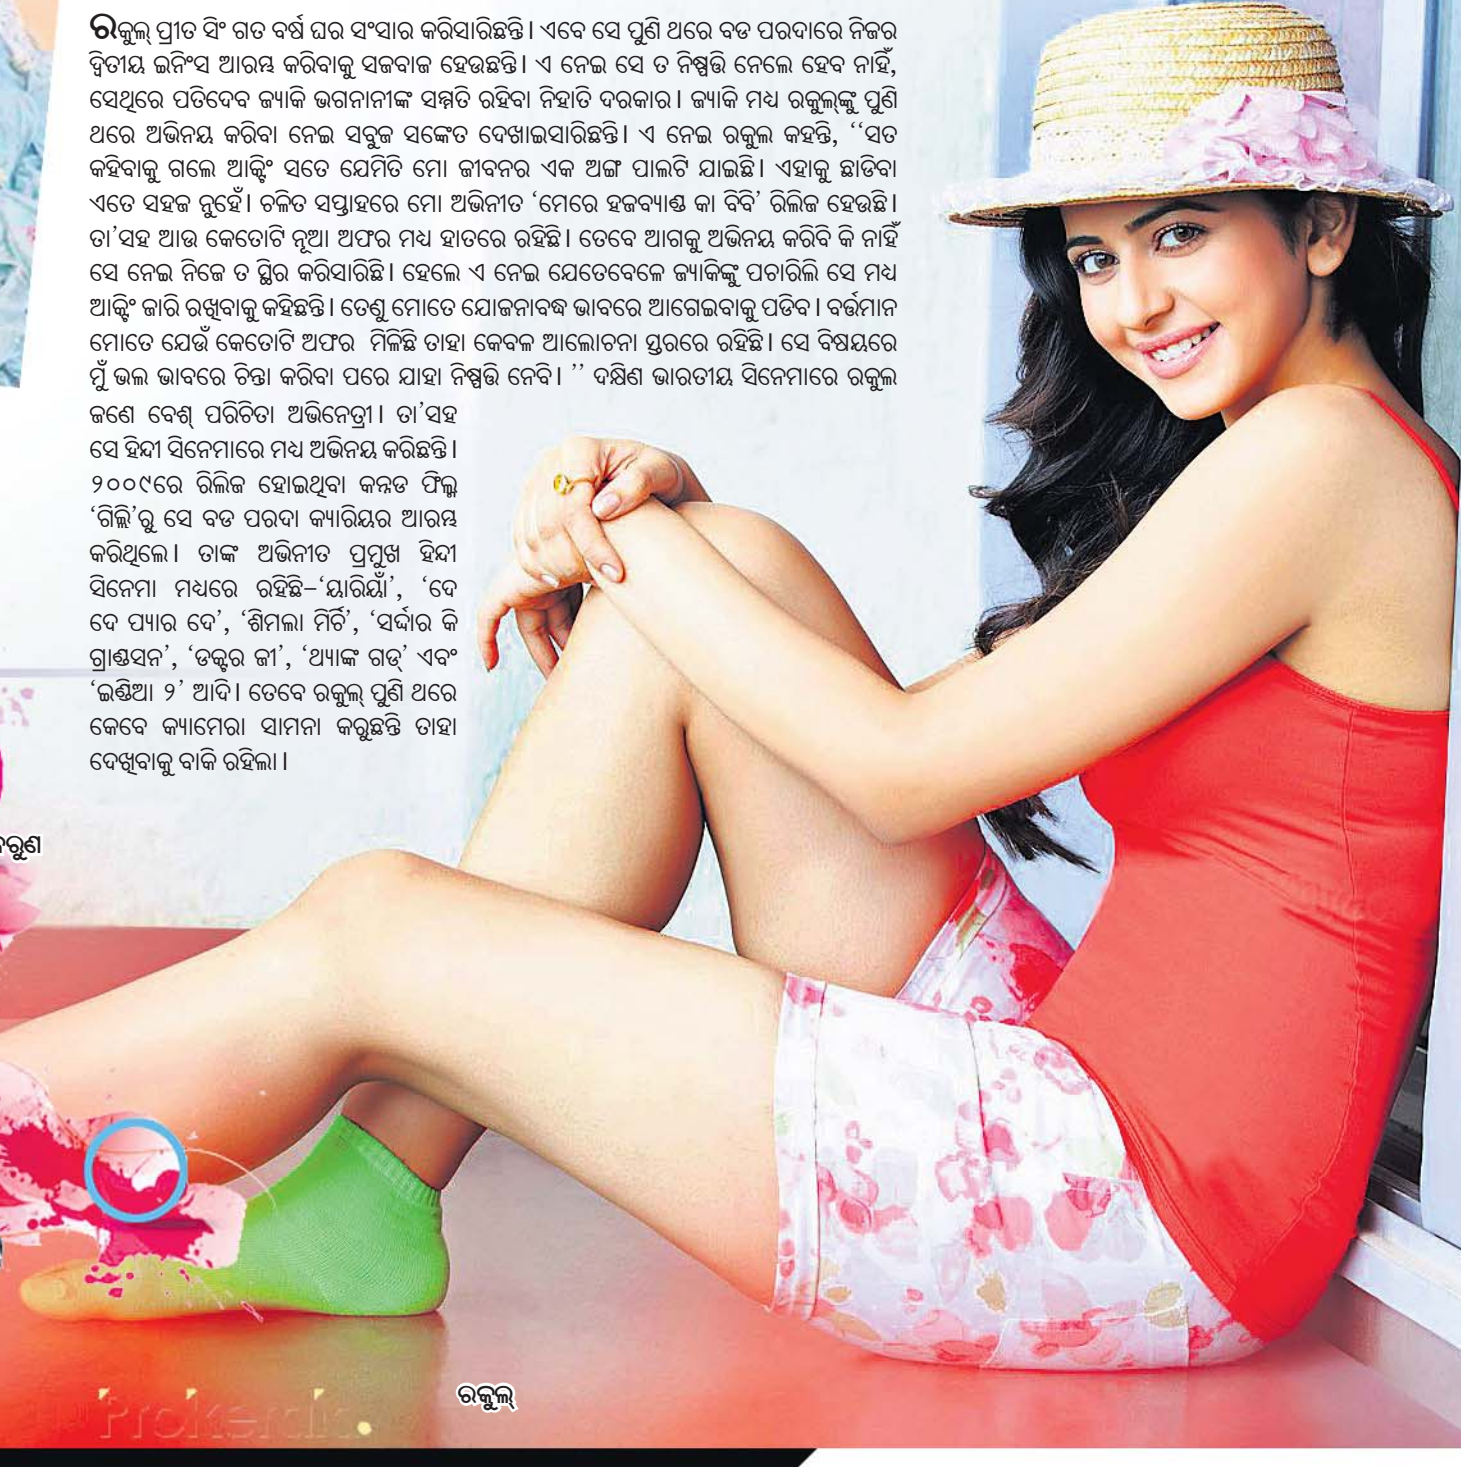 ରକୁଲ୍ ପ୍ରୀତ ସିଂ ଗତ ବର୍ଷ ଘର ସଂସାର କରିସାରିଛନ୍ତି। ଏବେ ସେ ପୁଣି ଥରେ ବଡ ପରଦାରେ ନିଜର
ଦ୍ୱିତୀୟ ଇନିଂସ ଆରମ୍ଭ କରିବାକୁ ସଜବାଜ ହେଉଛନ୍ତି। ଏ ନେଇ ସେ ତ ନିଷ୍ପତ୍ତି ନେଲେ ହେବ ନାହିଁ,
ସେଥିରେ ପତିଦେବ ଜ୍ୟାକି ଭଗନାନୀଙ୍କ ସମ୍ମତି ରହିବା ନିହାତି ଦରକାର। ଜ୍ୟାକି ମଧ୍ୟ ରକୁଲ୍‌ଙ୍କୁ ପୁଣି
ଥରେ ଅଭିନୟ କରିବା ନେଇ ସବୁଜ ସଙ୍କେତ ଦେଖାଇସାରିଛନ୍ତି। ଏ ନେଇ ରକୁଲ କହନ୍ତି, ‘‘ସତ
କହିବାକୁ ଗଲେ ଆକ୍ଟିଂ ସତେ ଯେମିତି ମୋ ଜୀବନର ଏକ ଅଙ୍ଗ ପାଲଟି ଯାଇଛି। ଏହାକୁ ଛାଡିବା
ଏତେ ସହଜ ନୁହେଁ। ଚଳିତ ସପ୍ତାହରେ ମୋ ଅଭିନୀତ ‘ମେରେ ହଜବ୍ୟାଣ୍ଡ କା ବିବି’ ରିଲିଜ ହେଉଛି।
ତା’ସହ ଆଉ କେତୋଟି ନୂଆ ଅଫର ମଧ୍ୟ ହାତରେ ରହିଛି। ତେବେ ଆଗକୁ ଅଭିନୟ କରିବି କି ନାହିଁ
ସେ ନେଇ ନିଜେ ତ ସ୍ଥିର କରିସାରିଛି। ହେଲେ ଏ ନେଇ ଯେତେବେଳେ ଜ୍ୟାକିଙ୍କୁ ପଚାରିଲି ସେ ମଧ୍ୟ
ଆକ୍ଟିଂ ଜାରି ରଖିବାକୁ କହିଛନ୍ତି। ତେଣୁ ମୋତେ ଯୋଜନାବଦ୍ଧ ଭାବରେ ଆଗେଇବାକୁ ପଡିବ। ବର୍ତ୍ତମାନ
ମୋତେ ଯେଉଁ କେତୋଟି ଅଫର ମିଳିଛି ତାହା କେବଳ ଆଲୋଚନା ସ୍ତରରେ ରହିଛି। ସେ ବିଷୟରେ
ମୁଁ ଭଲ ଭାବରେ ଚିନ୍ତା କରିବା ପରେ ଯାହା ନିଷ୍ପତ୍ତି ନେବି। ’’ ଦକ୍ଷିଣ ଭାରତୀୟ ସିନେମାରେ ରକୁଲ
ଜଣେ ବେଶ୍ ପରିଚିତା ଅଭିନେତ୍ରୀ। ତା’ସହ
ସେ ହିନ୍ଦୀ ସିନେମାରେ ମଧ୍ୟ ଅଭିନୟ କରିଛନ୍ତି।
୨୦୦୯ରେ ରିଲିଜ ହୋଇଥିବା କନ୍ନଡ ଫିଲ୍ମ
‘ଗିଲ୍ଲି’ରୁ ସେ ବଡ ପରଦା କ୍ୟାରିୟର ଆରମ୍ଭ
କରିଥିଲେ। ତାଙ୍କ ଅଭିନୀତ ପ୍ରମୁଖ ହିନ୍ଦୀ
ସିନେମା ମଧ୍ୟରେ ରହିଛି–‘ୟାରିୟାଁ’, ‘ଦେ
ଦେ ପ୍ୟାର ଦେ’, ‘ଶିମଲା ମିର୍ଚି’, ‘ସର୍ଦ୍ଦାର କି
ଗ୍ରାଣ୍ଡସନ’, ‘ଡକ୍ଟର ଜୀ’, ‘ଥ୍ୟାଙ୍କ ଗଡ୍’ ଏବଂ
‘ଇଣ୍ଡିଆ ୨’ ଆଦି। ତେବେ ରକୁଲ୍ ପୁଣି ଥରେ
କେବେ କ୍ୟାମେରା ସାମନା କରୁଛନ୍ତି ତାହା
ଦେଖିବାକୁ ବାକି ରହିଲା।
ରକୁଲ୍